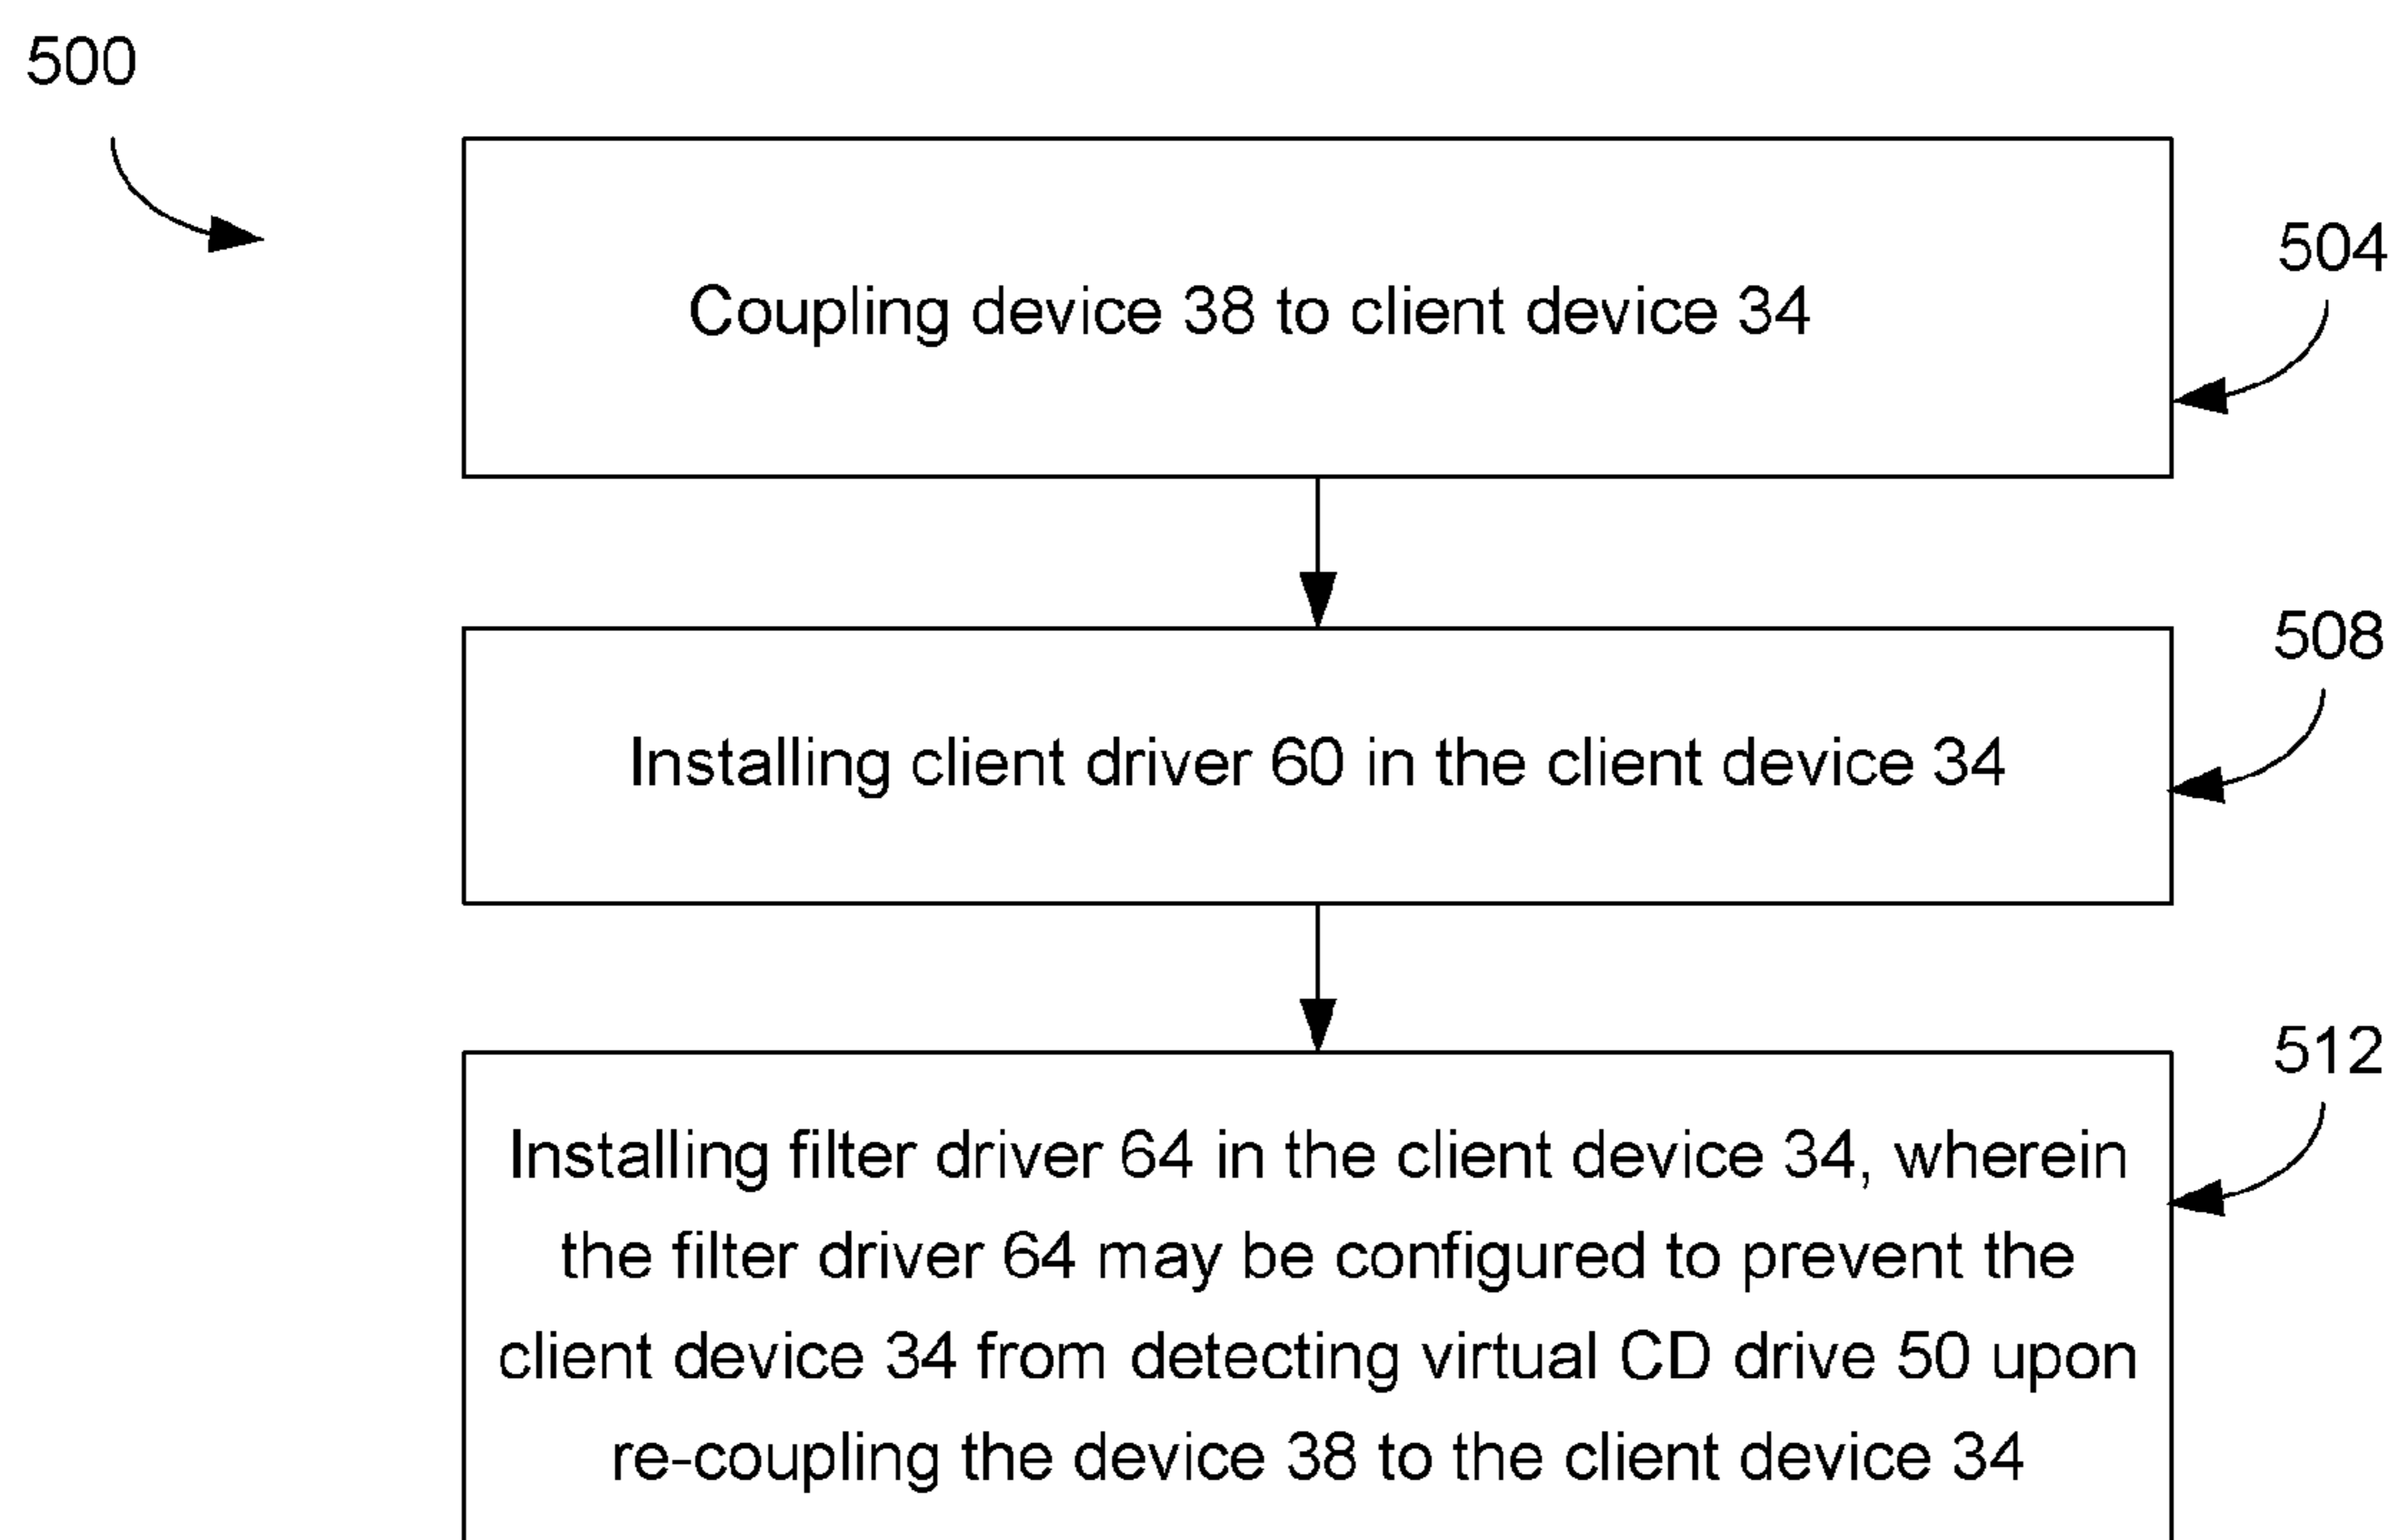 500
504
Coupling device 38 to client device 34
508
Installing client driver 60 in the client device 34
512
Installing filter driver 64 in the client device 34, wherein
the filter driver 64 may be configured to prevent the
client device 34 from detecting virtual CD drive 50 upon
re-coupling the device 38 to the client device 34